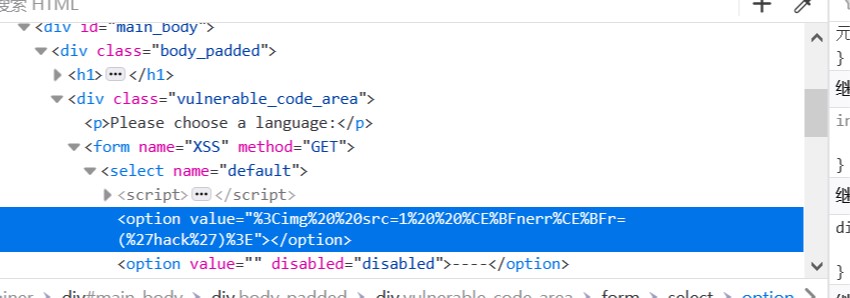 搜索 HTML
<div id="main_body">
<div class="body_padded">
<h1> ••• </h1>
<div class="vulnerable_code_area">
<p>Please choose a language:</p>
<form name="XSS" method="GET">
<select name="default">
<script> ••• </script>
<option value="%3Cimg%20%20src=1%20%20%CE%BFnerr%CE%BFr=
(%27hack%27)%3E"></option>
<option value="" disabled="disabled">----</option>
div#main_body > div.body_padded > div.vulnerable_code_area > form > select > option
元
}
继
}
继
}